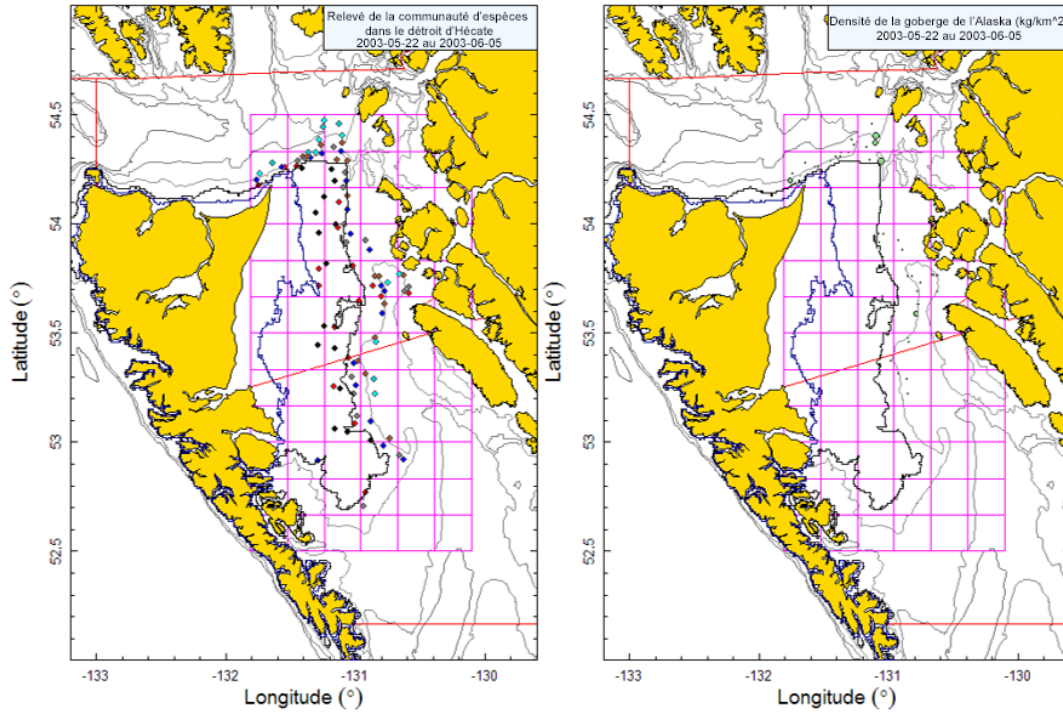 Relevé de la communauté d'espèces
dans le détroit d'Hécate
2003-05-22 au 2003-06-05
Latitude (°)
54.5
54
53.5
53
52.5
-133
-132
-131
-130
Longitude (°)
Densité de la goberge de l'Alaska (kg/km^2
2003-05-22 au 2003-06-05
Latitude (°)
54.5
54
53.5
53
52.5
-133
-132
-131
-130
Longitude (°)